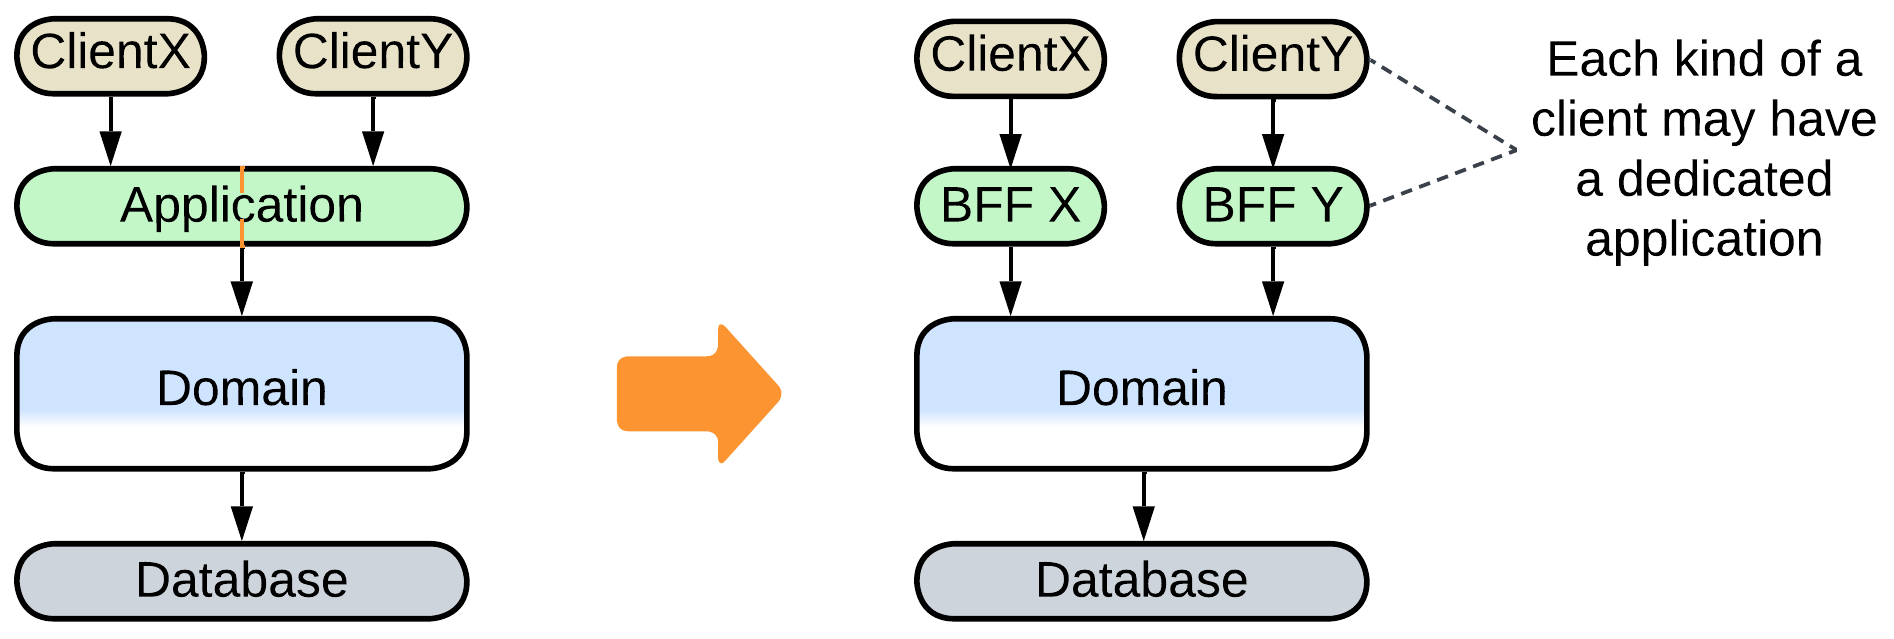 ClientX
ClientY
Application
Domain
Database
ClientX
ClientY
BFF X
BFF Y
Domain
Database
Each kind of a
client may have
a dedicated
application